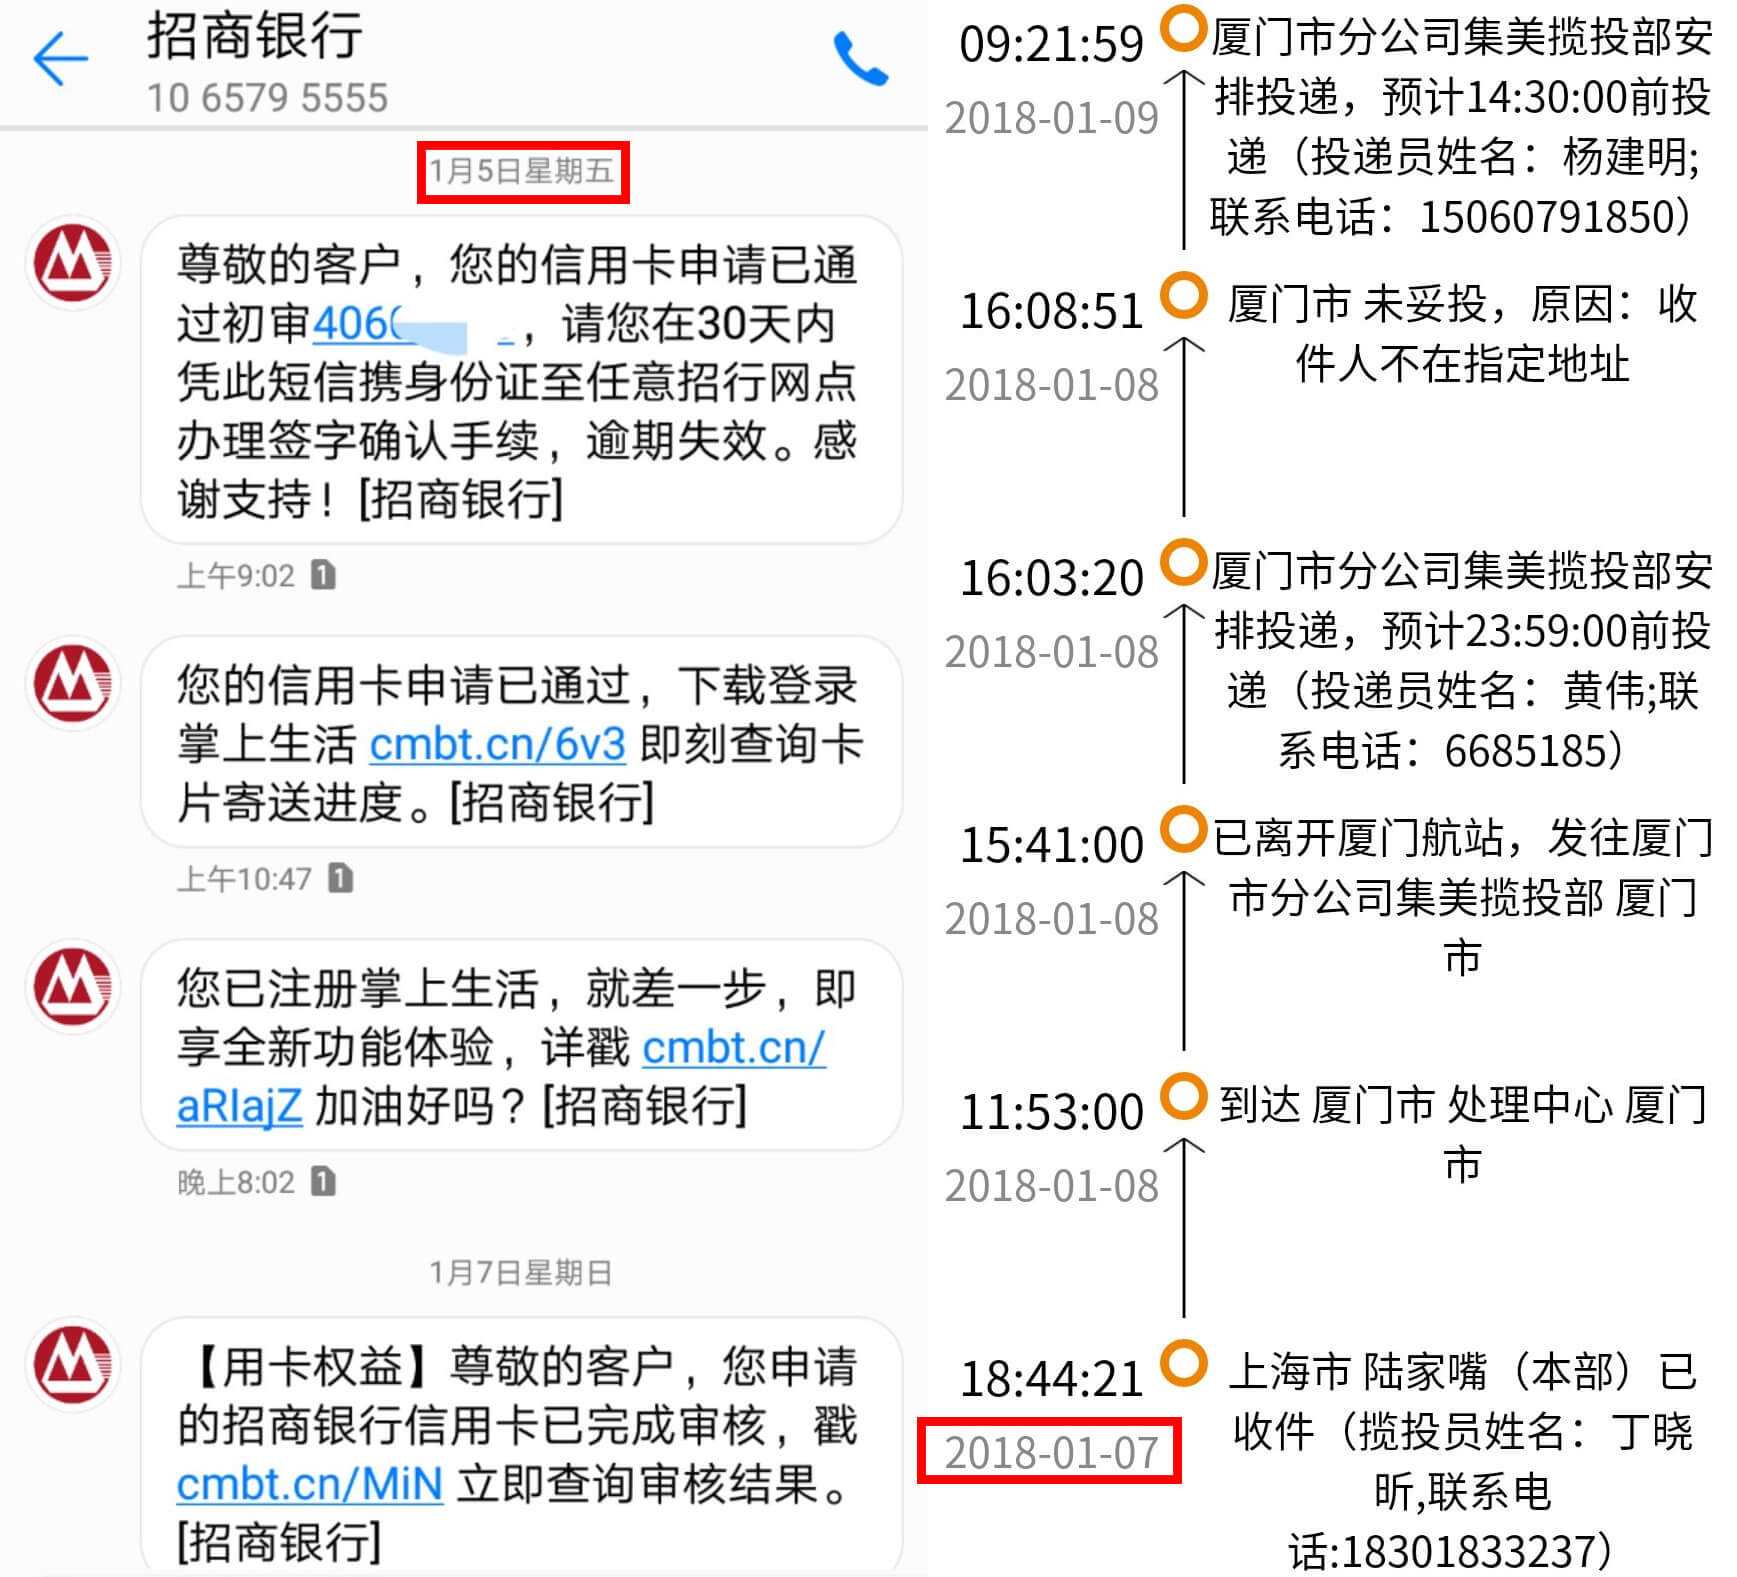 招商银行
10 6579 5555
1月5日星期五
尊敬的客户，您的信用卡申请已通
过初审406，请您在30天内
凭此短信携身份证至任意招行网点
办理签字确认手续，逾期失效。感
谢支持！[招商银行]
上午9:02 1
您的信用卡申请已通过，下载登录
掌上生活 cmbt.cn/6v3 即刻查询卡
片寄送进度。[招商银行]
上午10:47 1
您已注册掌上生活，就差一步，即
享全新功能体验，详戳 cmbt.cn/
aRIajZ 加油好吗？[招商银行]
晚上8:02 1
1月7日星期日
【用卡权益】尊敬的客户，您申请
的招商银行信用卡已完成审核，戳
cmbt.cn/MiN 立即查询审核结果。
[招商银行]
09:21:59
2018-01-09
厦门市分公司集美揽投部安
排投递，预计14:30:00前投
递（投递员姓名：杨建明;
联系电话：15060791850）
16:08:51
2018-01-08
厦门市 未妥投，原因：收
件人不在指定地址
16:03:20
2018-01-08
厦门市分公司集美揽投部安
排投递，预计23:59:00前投
递（投递员姓名：黄伟;联
系电话：6685185）
15:41:00
2018-01-08
已离开厦门航站，发往厦门
市分公司集美揽投部 厦门
市
11:53:00
2018-01-08
到达 厦门市 处理中心 厦门
市
18:44:21
2018-01-07
上海市 陆家嘴（本部）已
收件（揽投员姓名：丁晓
昕,联系电
话:18301833237）